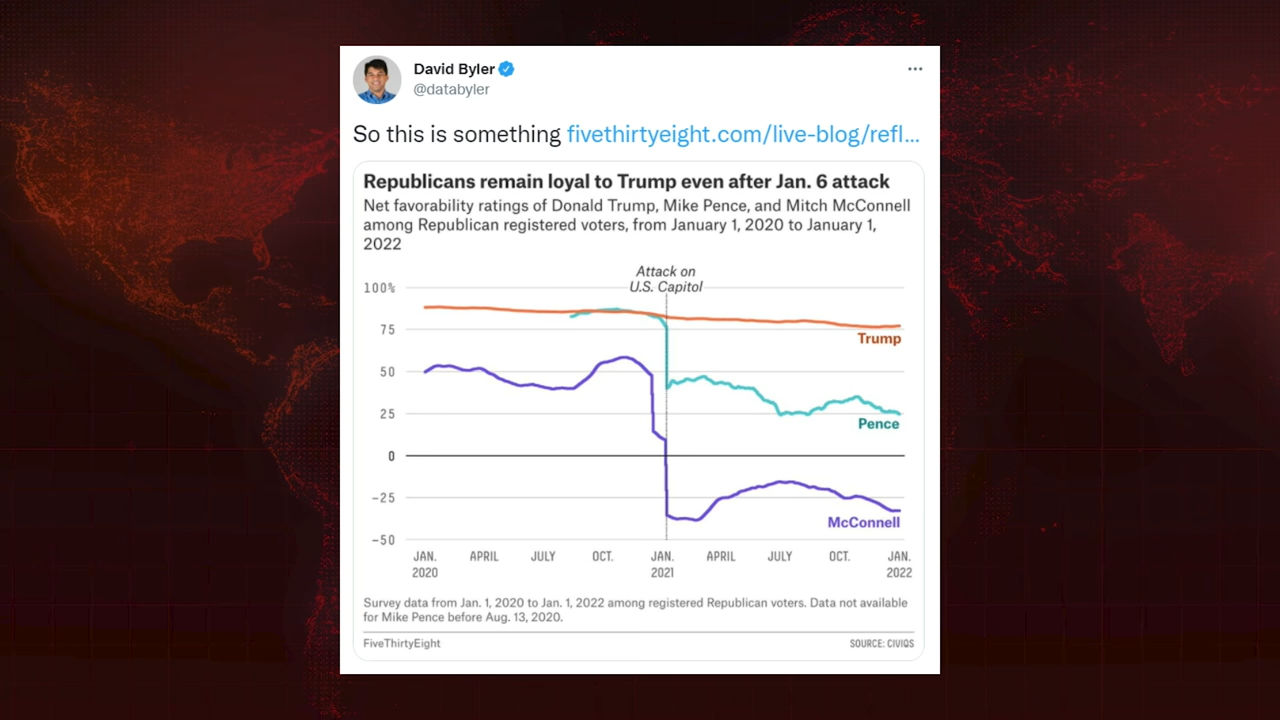 David Byler
@databyler
So this is something fivethirtyeight.com/live-blog/refl...
Republicans remain loyal to Trump even after Jan. 6 attack
Net favorability ratings of Donald Trump, Mike Pence, and Mitch McConnell
among Republican registered voters, from January 1, 2020 to January 1,
2022
Attack on
U.S. Capitol
100%
75
50
25
0
−25
−50
Trump
Pence
McConnell
JAN. APRIL JULY OCT. JAN. APRIL JULY OCT. JAN.
2020 2021 2022
Survey data from Jan. 1, 2020 to Jan. 1, 2022 among registered Republican voters. Data not available
for Mike Pence before Aug. 13, 2020.
FiveThirtyEight SOURCE: CIVIQS